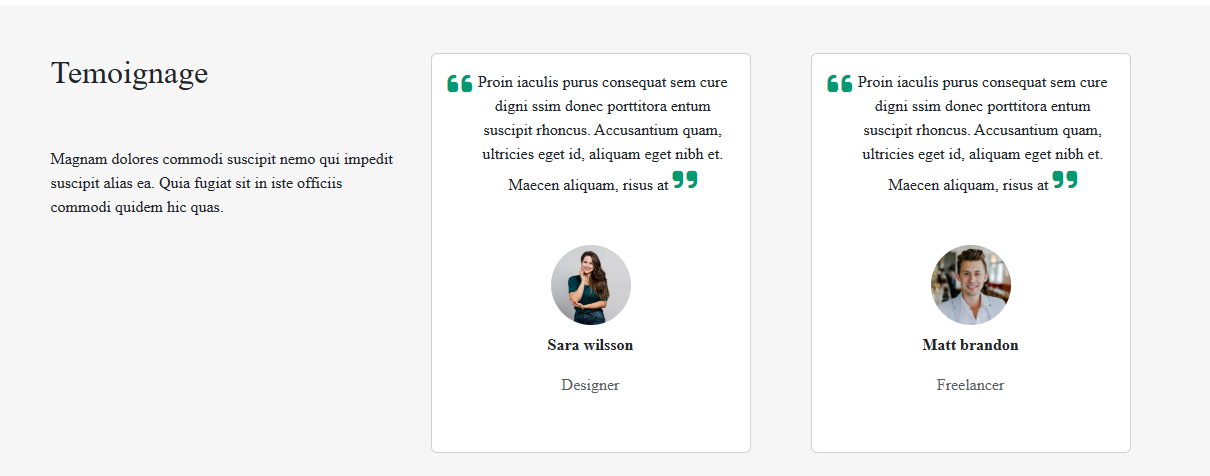 Temoignage
Magnam dolores commodi suscipit nemo qui impedit
suscipit alias ea. Quia fugiat sit in iste officiis
commodi quidem hic quas.
❝ Proin iaculis purus consequat sem cure
digni ssim donec porttitora entum
suscipit rhoncus. Accusantium quam,
ultricies eget id, aliquam eget nibh et.
Maecen aliquam, risus at ❞
Sara wilsson
Designer
❝ Proin iaculis purus consequat sem cure
digni ssim donec porttitora entum
suscipit rhoncus. Accusantium quam,
ultricies eget id, aliquam eget nibh et.
Maecen aliquam, risus at ❞
Matt brandon
Freelancer